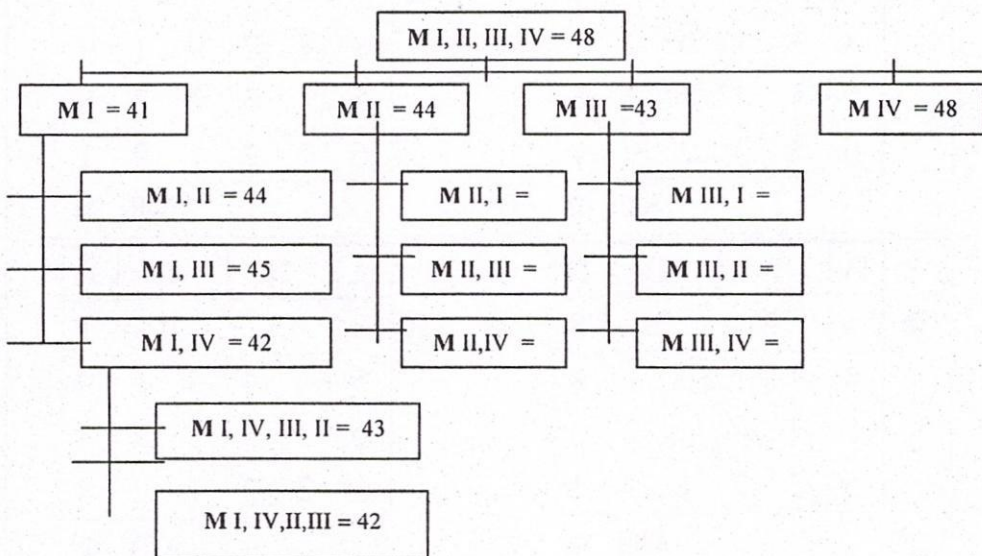 M I, II, III, IV = 48
M I = 41
M II = 44
M III =43
M IV = 48
M I, II = 44
M II, I =
M III, I =
M I, III = 45
M II, III =
M III, II =
M I, IV = 42
M II,IV =
M III, IV =
M I, IV, III, II = 43
M I, IV,II,III = 42